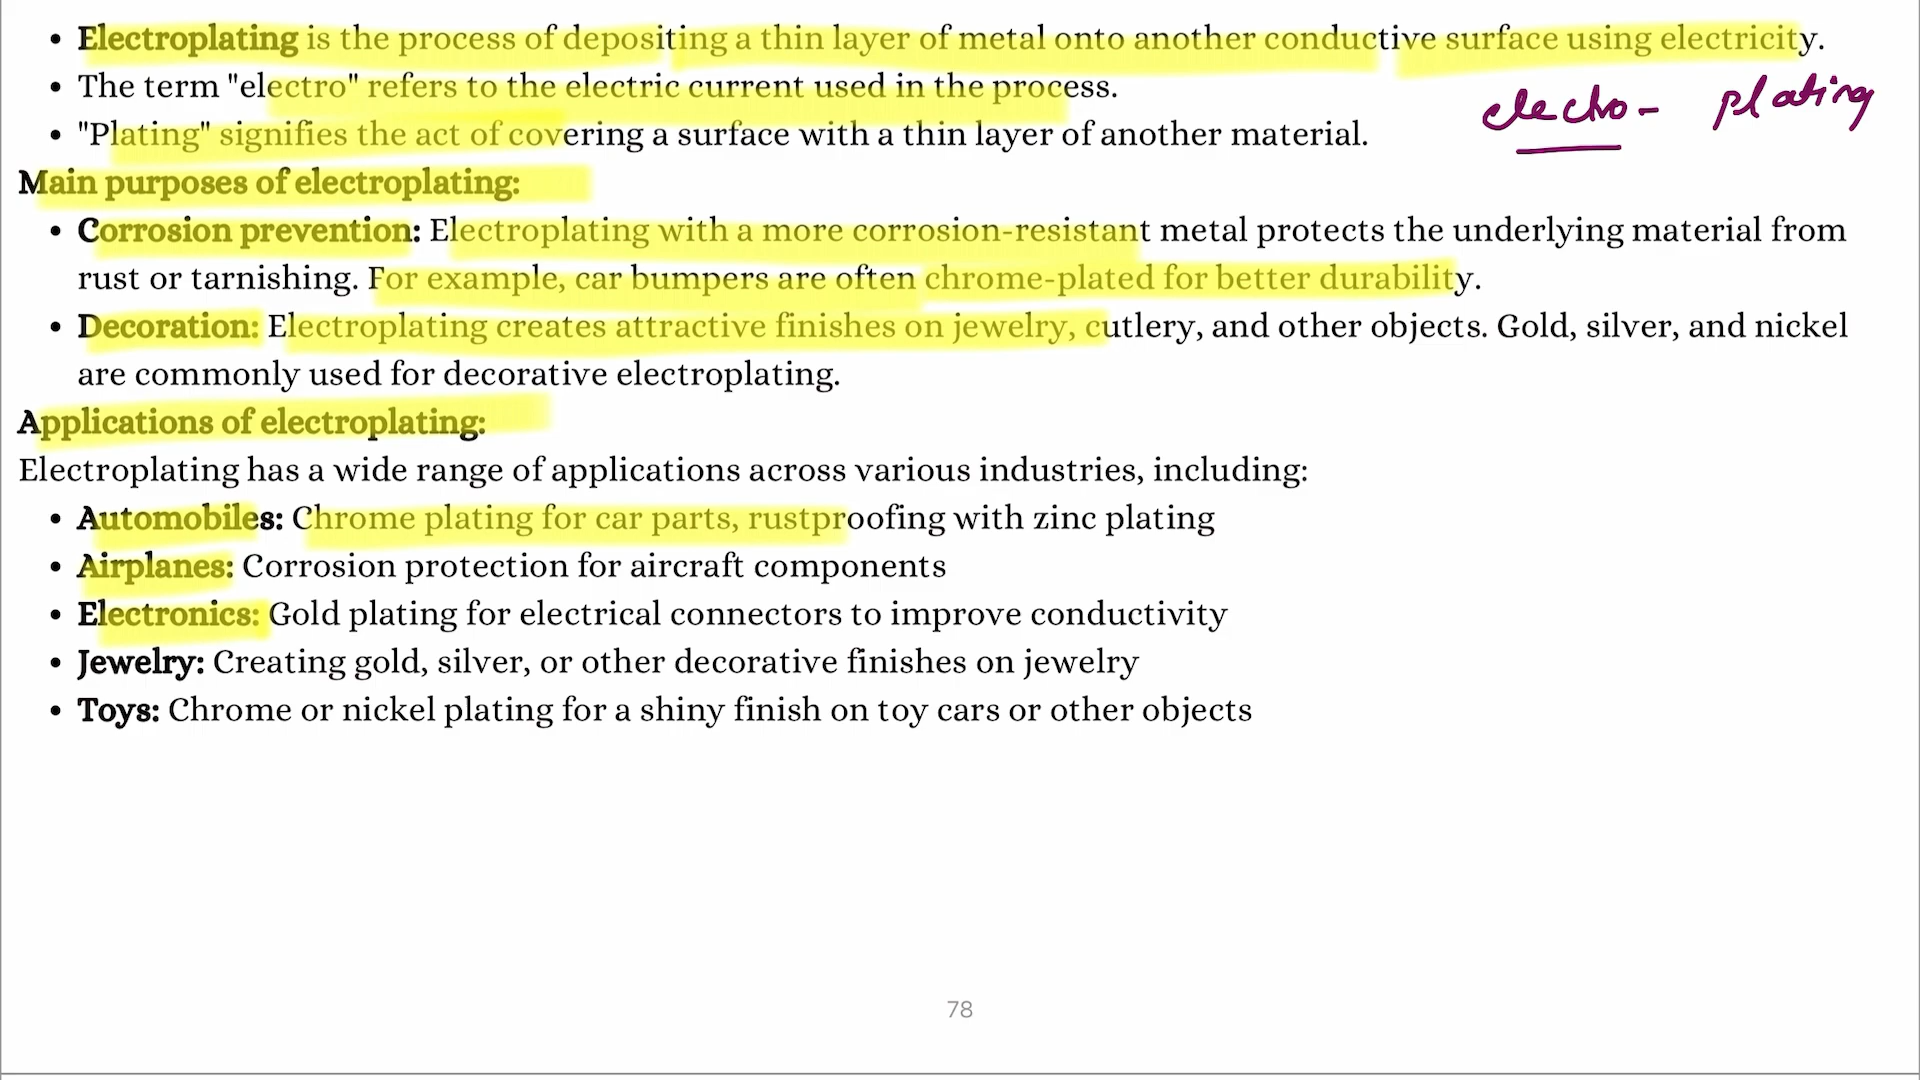 • Electroplating is the process of depositing a thin layer of metal onto another conductive surface using electricity.
• The term "electro" refers to the electric current used in the process.
electro- plating
• "Plating" signifies the act of covering a surface with a thin layer of another material.
Main purposes of electroplating:
• Corrosion prevention: Electroplating with a more corrosion-resistant metal protects the underlying material from
rust or tarnishing. For example, car bumpers are often chrome-plated for better durability.
• Decoration: Electroplating creates attractive finishes on jewelry, cutlery, and other objects. Gold, silver, and nickel
are commonly used for decorative electroplating.
Applications of electroplating:
Electroplating has a wide range of applications across various industries, including:
• Automobiles: Chrome plating for car parts, rustproofing with zinc plating
• Airplanes: Corrosion protection for aircraft components
• Electronics: Gold plating for electrical connectors to improve conductivity
• Jewelry: Creating gold, silver, or other decorative finishes on jewelry
• Toys: Chrome or nickel plating for a shiny finish on toy cars or other objects
78